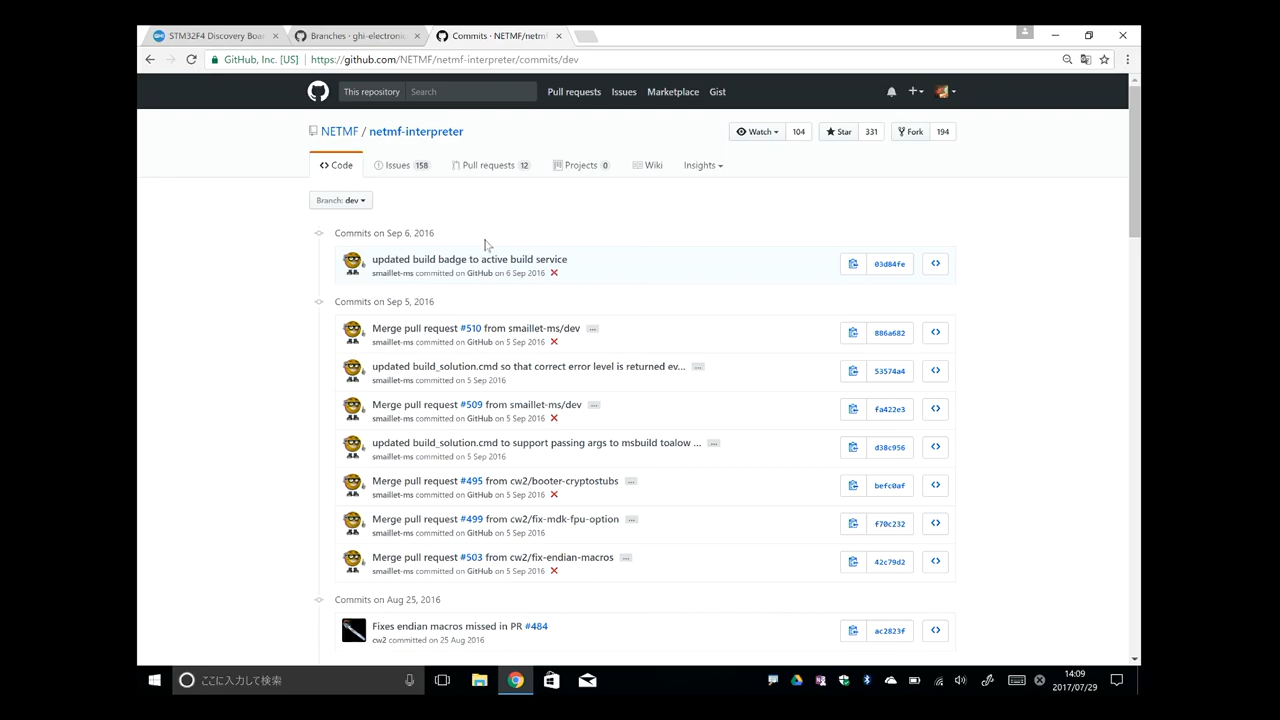 STM32F4 Discovery Boa
Branches · ghi-electronic
Commits · NETMF/netmf
GitHub, Inc. [US]
https://github.com/NETMF/netmf-interpreter/commits/dev
This repository
Search
Pull requests
Issues
Marketplace
Gist
NETMF / netmf-interpreter
Watch
104
Star
331
Fork
194
Code
Issues 158
Pull requests 12
Projects 0
Wiki
Insights
Branch: dev
Commits on Sep 6, 2016
updated build badge to active build service
03d84fe
smaillet-ms committed on GitHub on 6 Sep 2016
Commits on Sep 5, 2016
Merge pull request #510 from smaillet-ms/dev …
886a682
smaillet-ms committed on GitHub on 5 Sep 2016
updated build_solution.cmd so that correct error level is returned ev... …
53574a4
smaillet-ms committed on 5 Sep 2016
Merge pull request #509 from smaillet-ms/dev …
fa422e3
smaillet-ms committed on GitHub on 5 Sep 2016
updated build_solution.cmd to support passing args to msbuild toalow ... …
d38c956
smaillet-ms committed on 5 Sep 2016
Merge pull request #495 from cw2/booter-cryptostubs …
befc0af
smaillet-ms committed on GitHub on 5 Sep 2016
Merge pull request #499 from cw2/fix-mdk-fpu-option …
f70c232
smaillet-ms committed on GitHub on 5 Sep 2016
Merge pull request #503 from cw2/fix-endian-macros …
42c79d2
smaillet-ms committed on GitHub on 5 Sep 2016
Commits on Aug 25, 2016
Fixes endian macros missed in PR #484
ac2823f
cw2 committed on 25 Aug 2016
ここに入力して検索
14:09
2017/07/29